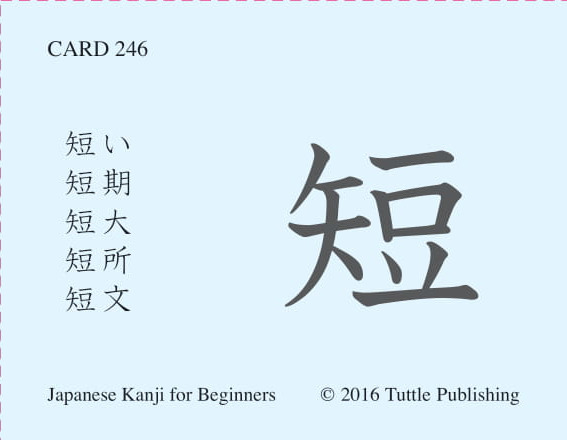 CARD 246
短い
短期
短大
短所
短文
短
Japanese Kanji for Beginners © 2016 Tuttle Publishing